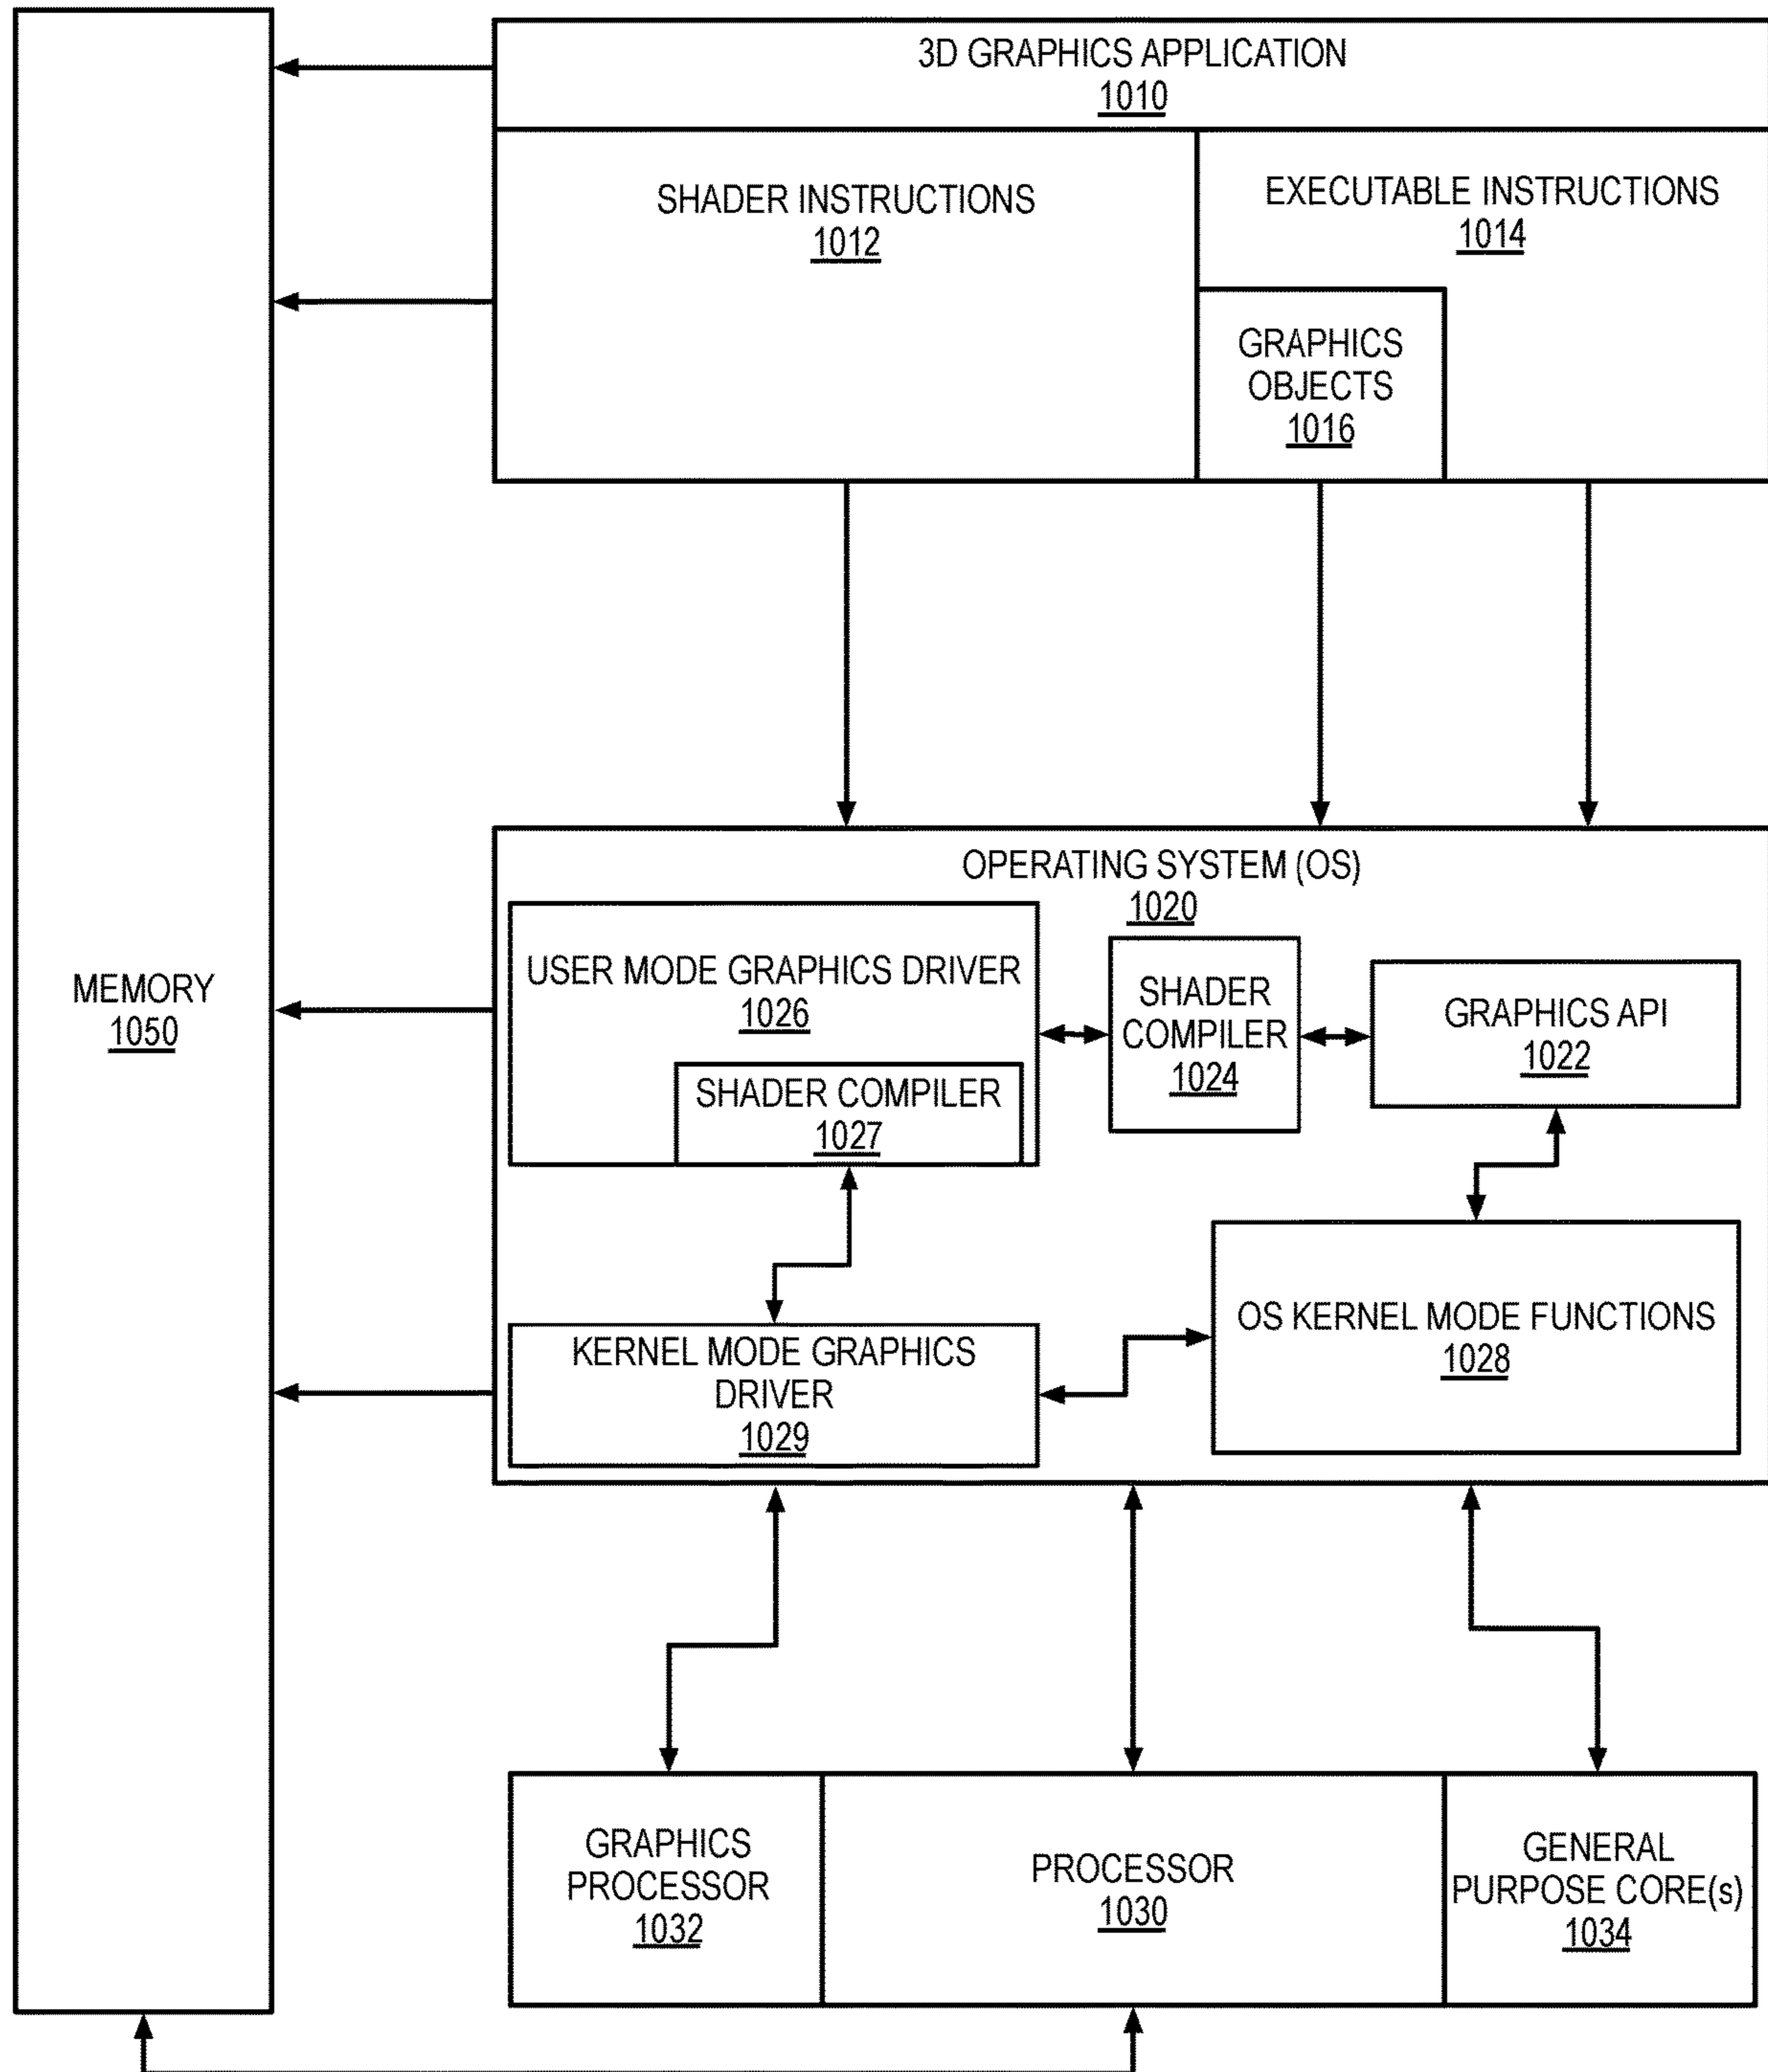 3D GRAPHICS APPLICATION
1010
SHADER INSTRUCTIONS
1012
EXECUTABLE INSTRUCTIONS
1014
GRAPHICS
OBJECTS
1016
MEMORY
1050
OPERATING SYSTEM (OS)
1020
USER MODE GRAPHICS DRIVER
1026
SHADER COMPILER
1027
SHADER
COMPILER
1024
GRAPHICS API
1022
KERNEL MODE GRAPHICS
DRIVER
1029
OS KERNEL MODE FUNCTIONS
1028
GRAPHICS
PROCESSOR
1032
PROCESSOR
1030
GENERAL
PURPOSE CORE(s)
1034